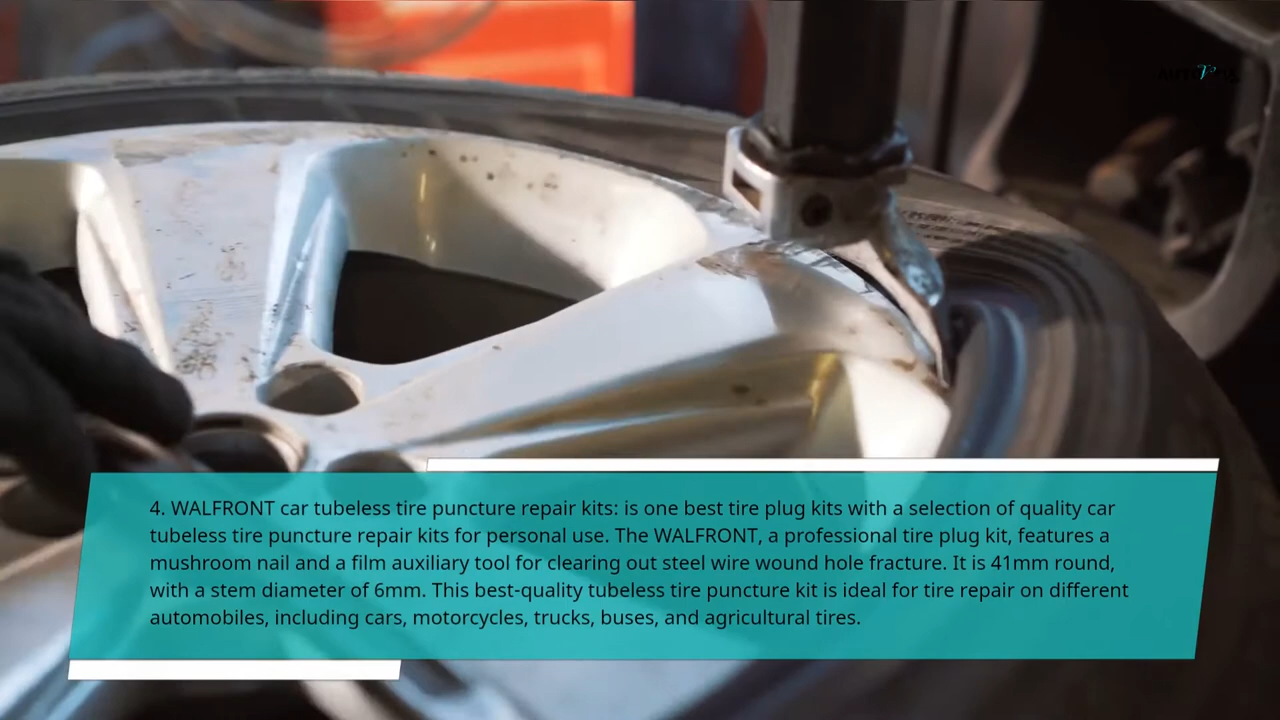 4. WALFRONT car tubeless tire puncture repair kits: is one best tire plug kits with a selection of quality car
tubeless tire puncture repair kits for personal use. The WALFRONT, a professional tire plug kit, features a
mushroom nail and a film auxiliary tool for clearing out steel wire wound hole fracture. It is 41mm round,
with a stem diameter of 6mm. This best-quality tubeless tire puncture kit is ideal for tire repair on different
automobiles, including cars, motorcycles, trucks, buses, and agricultural tires.